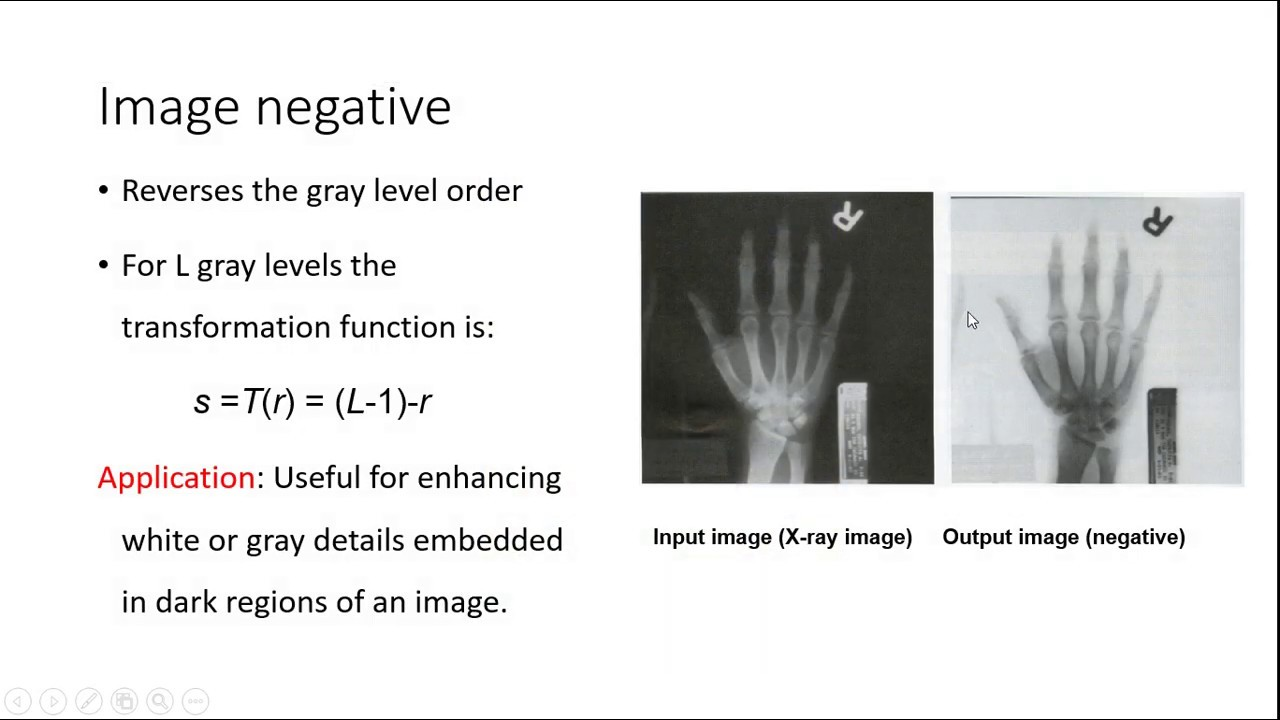 Image negative
• Reverses the gray level order
• For L gray levels the
transformation function is:
s =T(r) = (L-1)-r
Application: Useful for enhancing
white or gray details embedded
in dark regions of an image.
R
R
Input image (X-ray image)
Output image (negative)